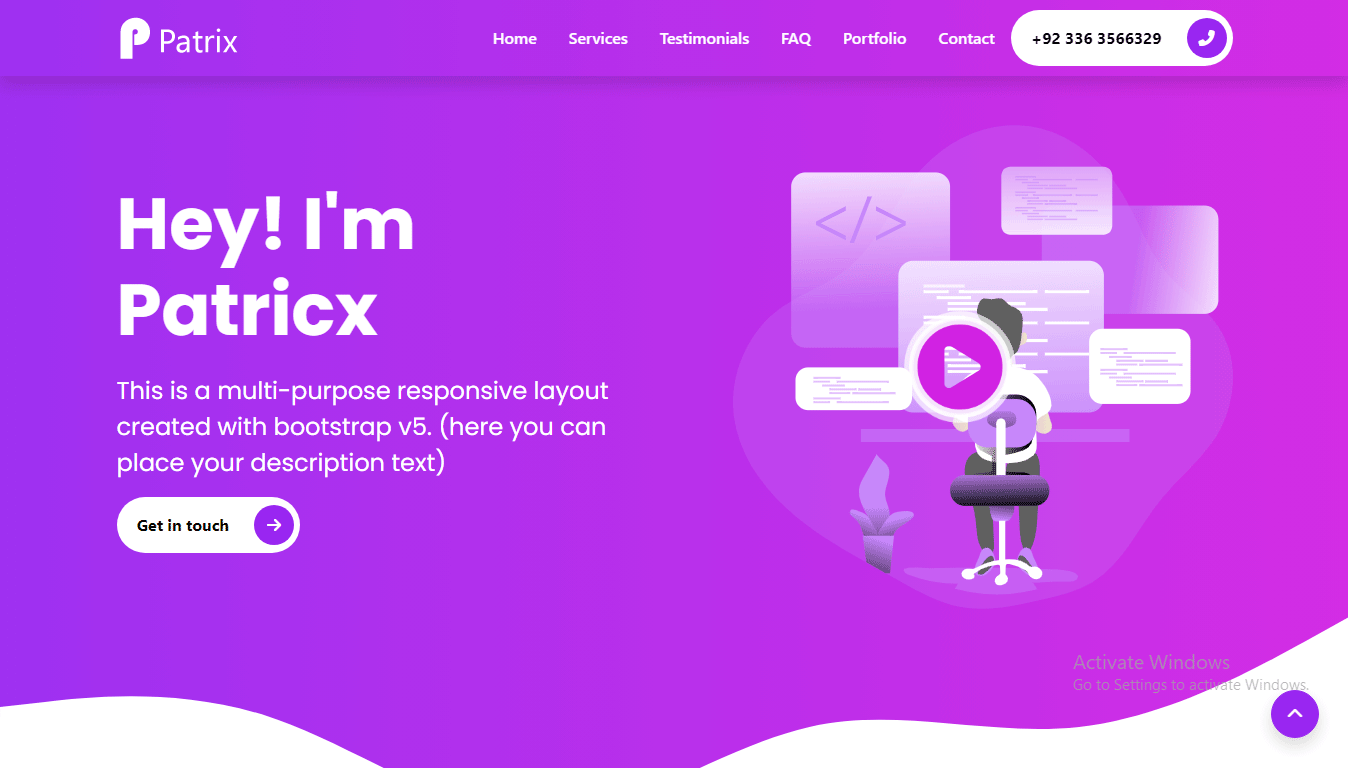 Patrix
Home Services Testimonials FAQ Portfolio Contact +92 336 3566329
Hey! I'm
Patricx
</>
This is a multi-purpose responsive layout
created with bootstrap v5. (here you can
place your description text)
Get in touch
Activate Windows
Go to Settings to activate Windows.